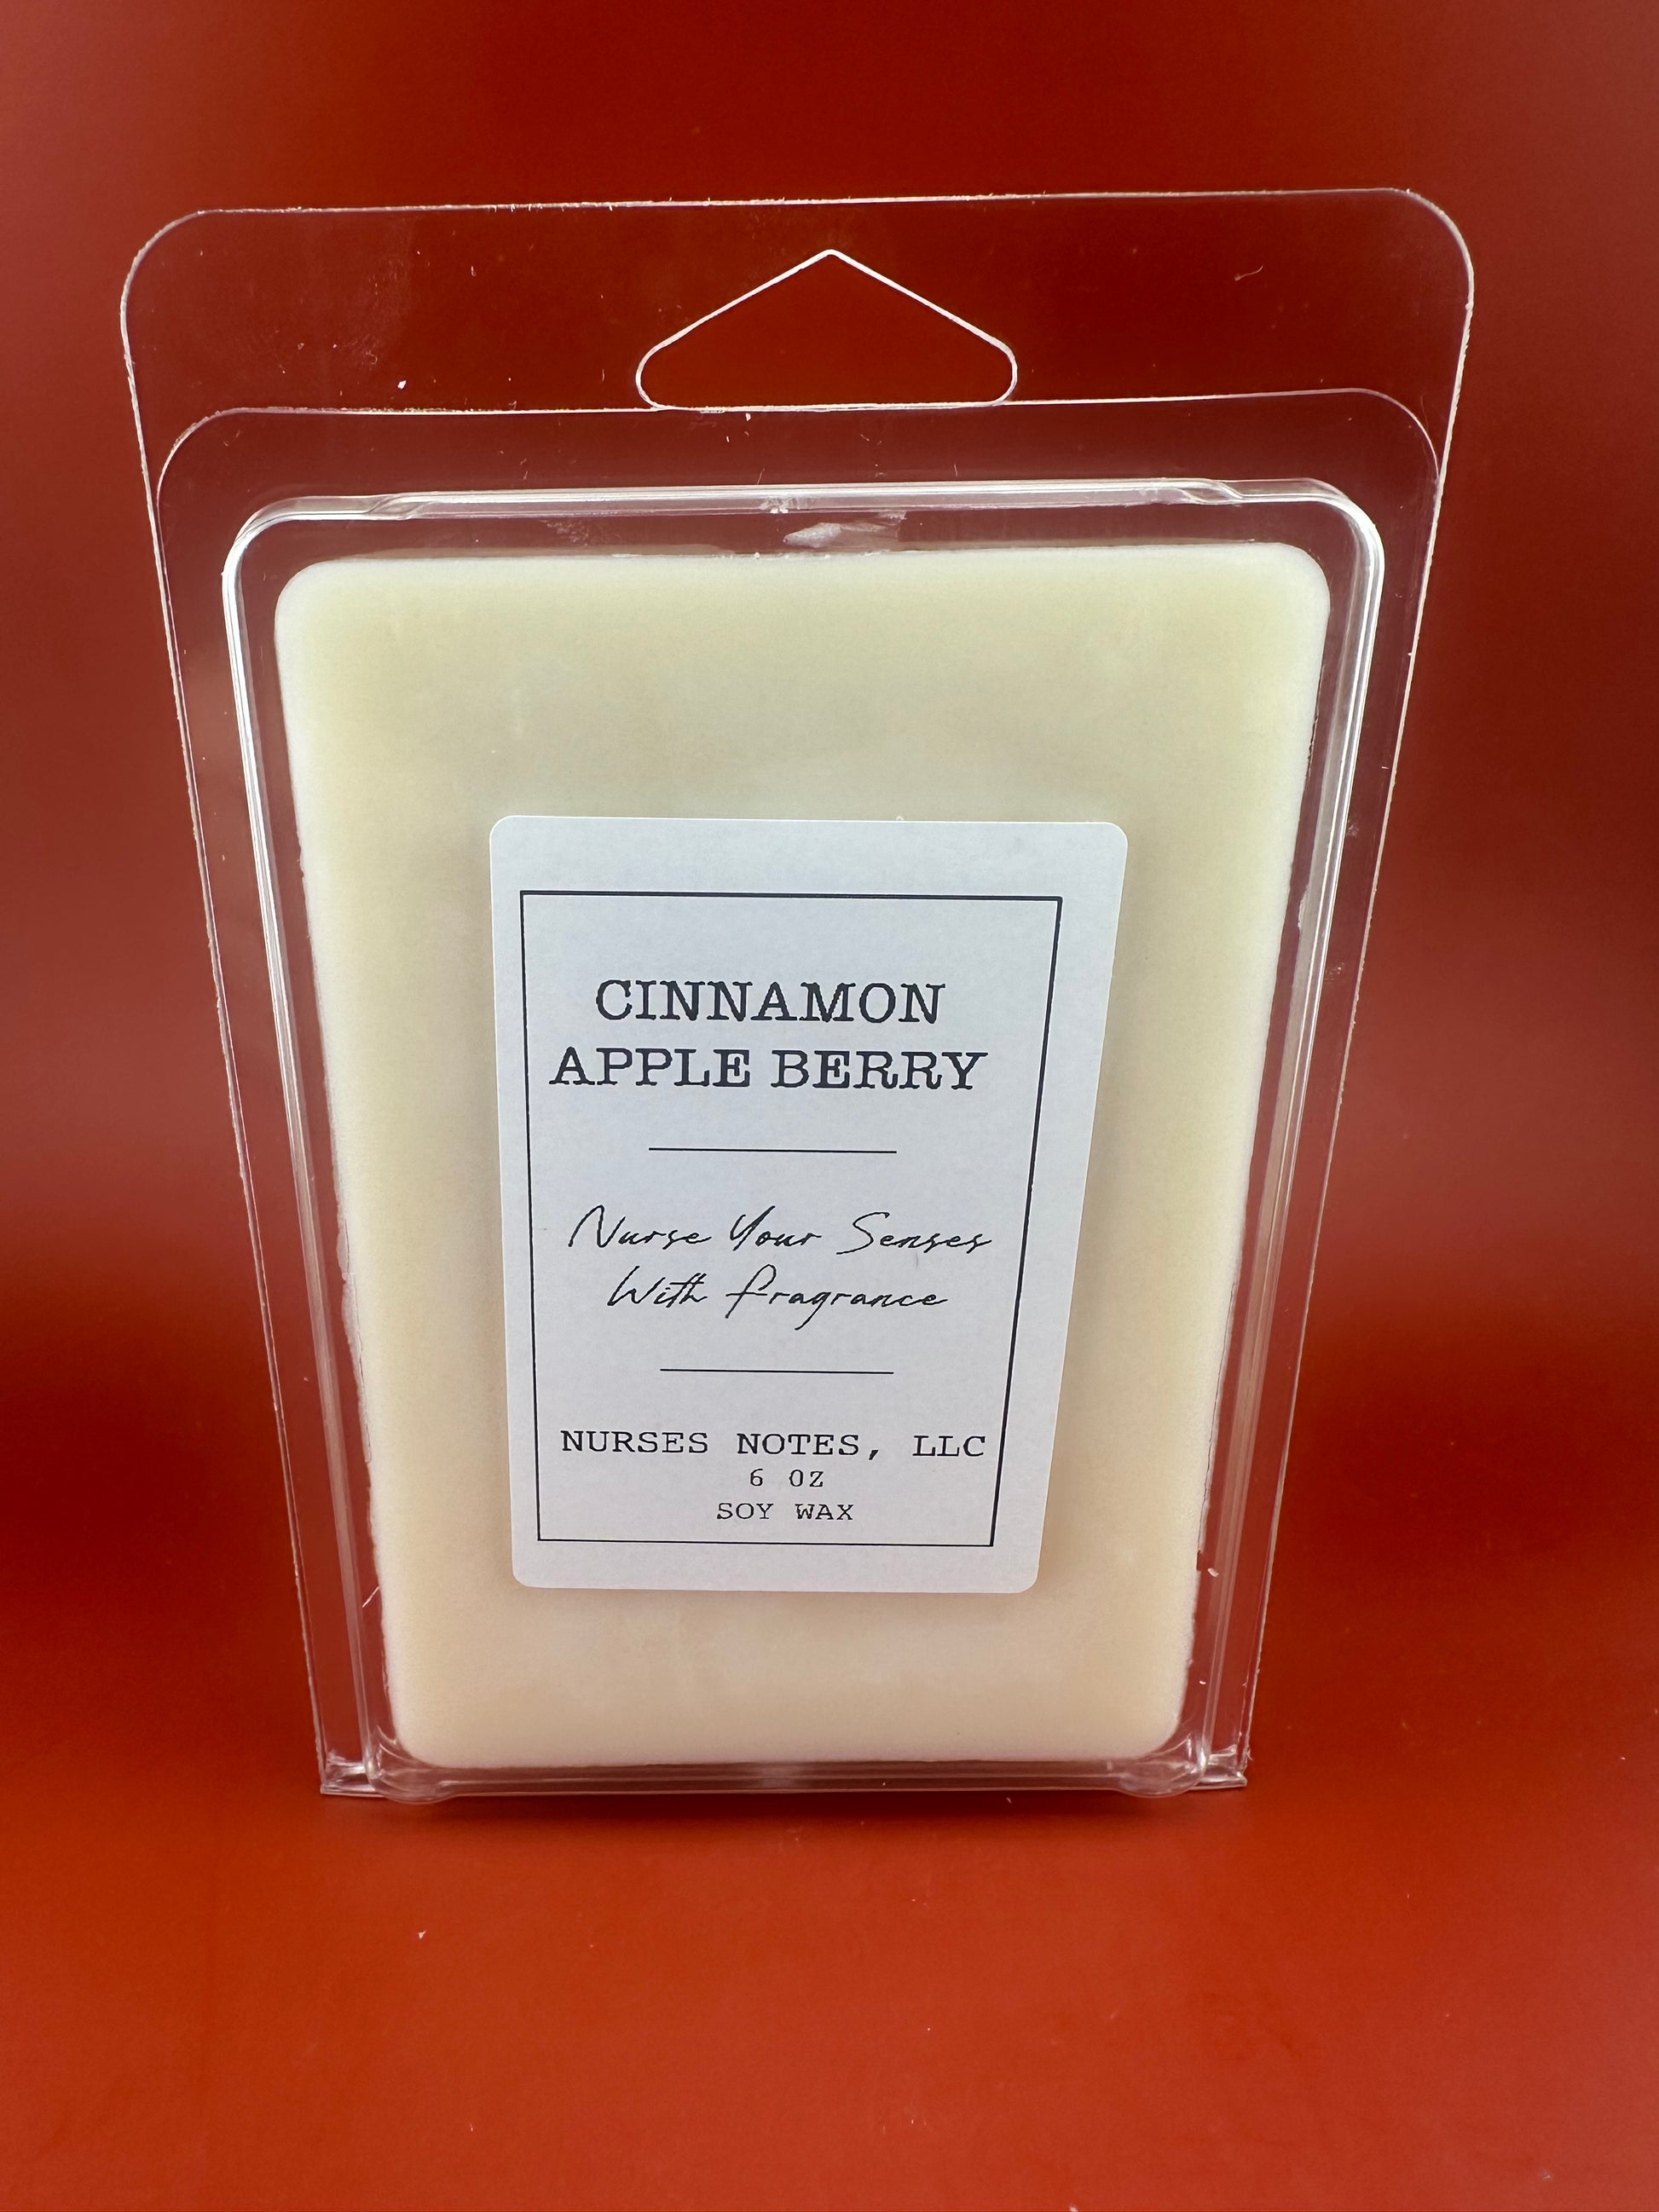 CINNAMON
APPLE BERRY
Nurse Your Senses
With Fragrance
NURSES NOTES, LLC
6 OZ
SOY WAX